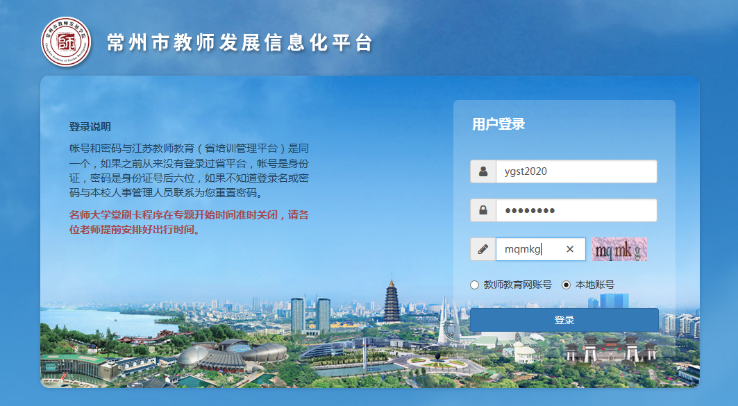 常州市教师发展信息化平台
登录说明
帐号和密码与江苏教师教育（省培训管理平台）是同
一个，如果之前从来没有登录过省平台，帐号是身份
证，密码是身份证号后六位，如果不知道登录名或密
码与本校人事管理人员联系为您重置密码。
名师大学堂刷卡程序在专题开始时间准时关闭，请各
位老师提前安排好出行时间。
用户登录
ygst2020
●●●●●●●●
mqmkg
mqmkg
教师教育网账号
本地账号
登录